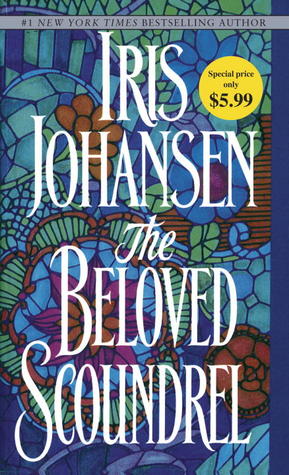 #1 NEW YORK TIMES BESTSELLING AUTHOR
IRIS
JOHANSEN
Special price
only
$5.99
The
BELOVED
SCOUNDREL